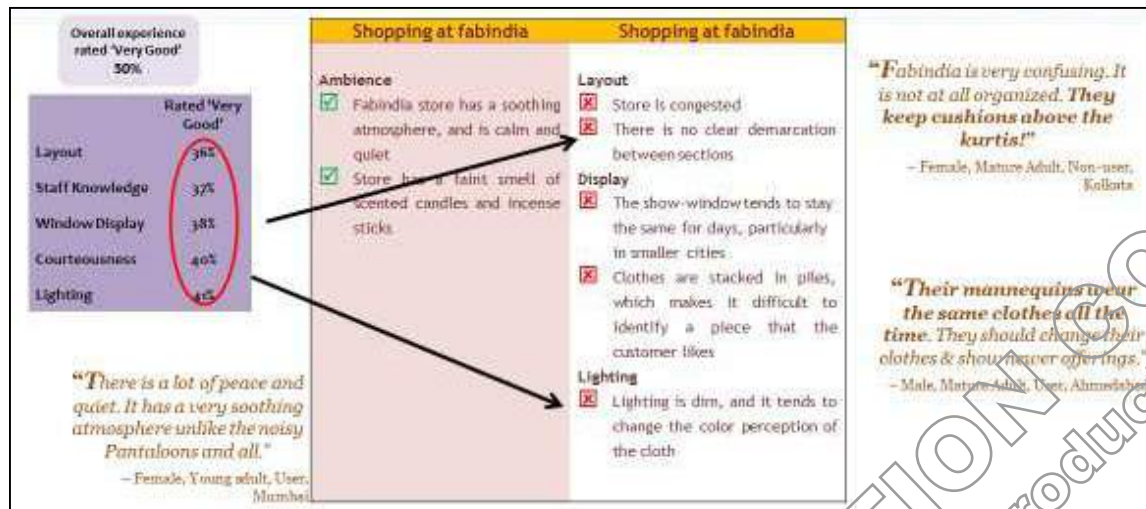 Overall experience
rated 'Very Good'
50%
Rated 'Very
Good'
Layout 36%
Staff Knowledge 37%
Window Display 38%
Courteousness 40%
Lighting 41%
"There is a lot of peace and
quiet. It has a very soothing
atmosphere unlike the noisy
Pantaloons and all."
– Female, Young adult, User,
Mumbai
Shopping at fabindia
Ambience
Fabindia store has a soothing
atmosphere, and is calm and
quiet
Store has a faint smell of
scented candles and incense
sticks
Shopping at fabindia
Layout
Store is congested
There is no clear demarcation
between sections
Display
The show-window tends to stay
the same for days, particularly
in smaller cities
Clothes are stacked in piles,
which makes it difficult to
identify a piece that the
customer likes
Lighting
Lighting is dim, and it tends to
change the color perception of
the cloth
"Fabindia is very confusing. It
is not at all organized. They
keep cushions above the
kurtis!"
– Female, Mature Adult, Non-user,
Kolkata
"Their mannequins wear
the same clothes all the
time. They should change their
clothes & show newer offerings."
– Male, Mature Adult, User,